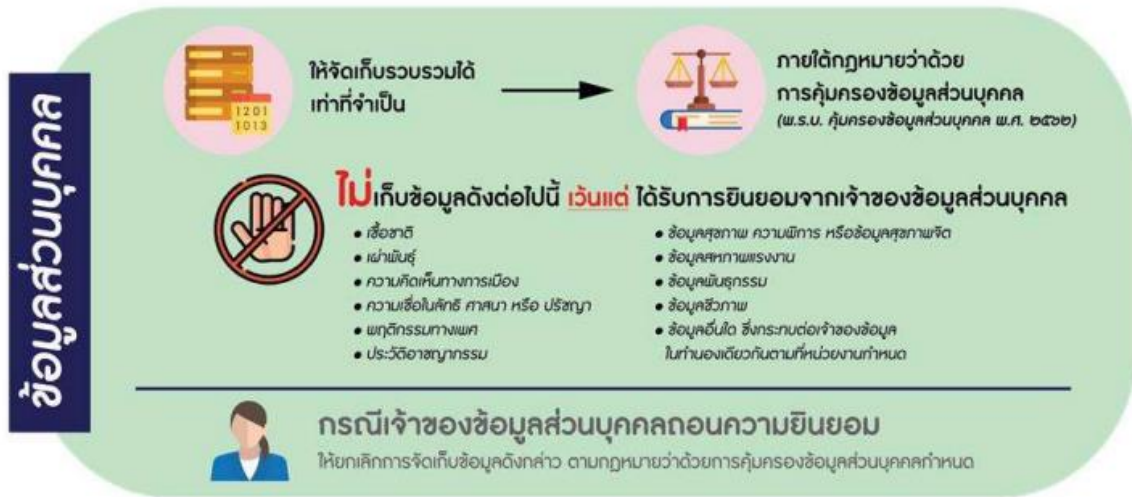 ข้อมูลส่วนบุคคล
1201
1013
ให้จัดเก็บรวบรวมได้
เท่าที่จำเป็น
ภายใต้กฎหมายว่าด้วย
การคุ้มครองข้อมูลส่วนบุคคล
(พ.ร.บ. คุ้มครองข้อมูลส่วนบุคคล พ.ศ. ๒๕๖๒)
ไม่เก็บข้อมูลดังต่อไปนี้ เว้นแต่ ได้รับการยินยอมจากเจ้าของข้อมูลส่วนบุคคล
• เชื้อชาติ
• เผ่าพันธุ์
• ความคิดเห็นทางการเมือง
• ความเชื่อในลัทธิ ศาสนา หรือ ปรัชญา
• พฤติกรรมทางเพศ
• ประวัติอาชญากรรม
• ข้อมูลสุขภาพ ความพิการ หรือข้อมูลสุขภาพจิต
• ข้อมูลสหภาพแรงงาน
• ข้อมูลพันธุกรรม
• ข้อมูลชีวภาพ
• ข้อมูลอื่นใด ซึ่งกระทบต่อเจ้าของข้อมูล
ในทำนองเดียวกันตามที่หน่วยงานกำหนด
กรณีเจ้าของข้อมูลส่วนบุคคลถอนความยินยอม
ให้ยกเลิกการจัดเก็บข้อมูลดังกล่าว ตามกฎหมายว่าด้วยการคุ้มครองข้อมูลส่วนบุคคลกำหนด